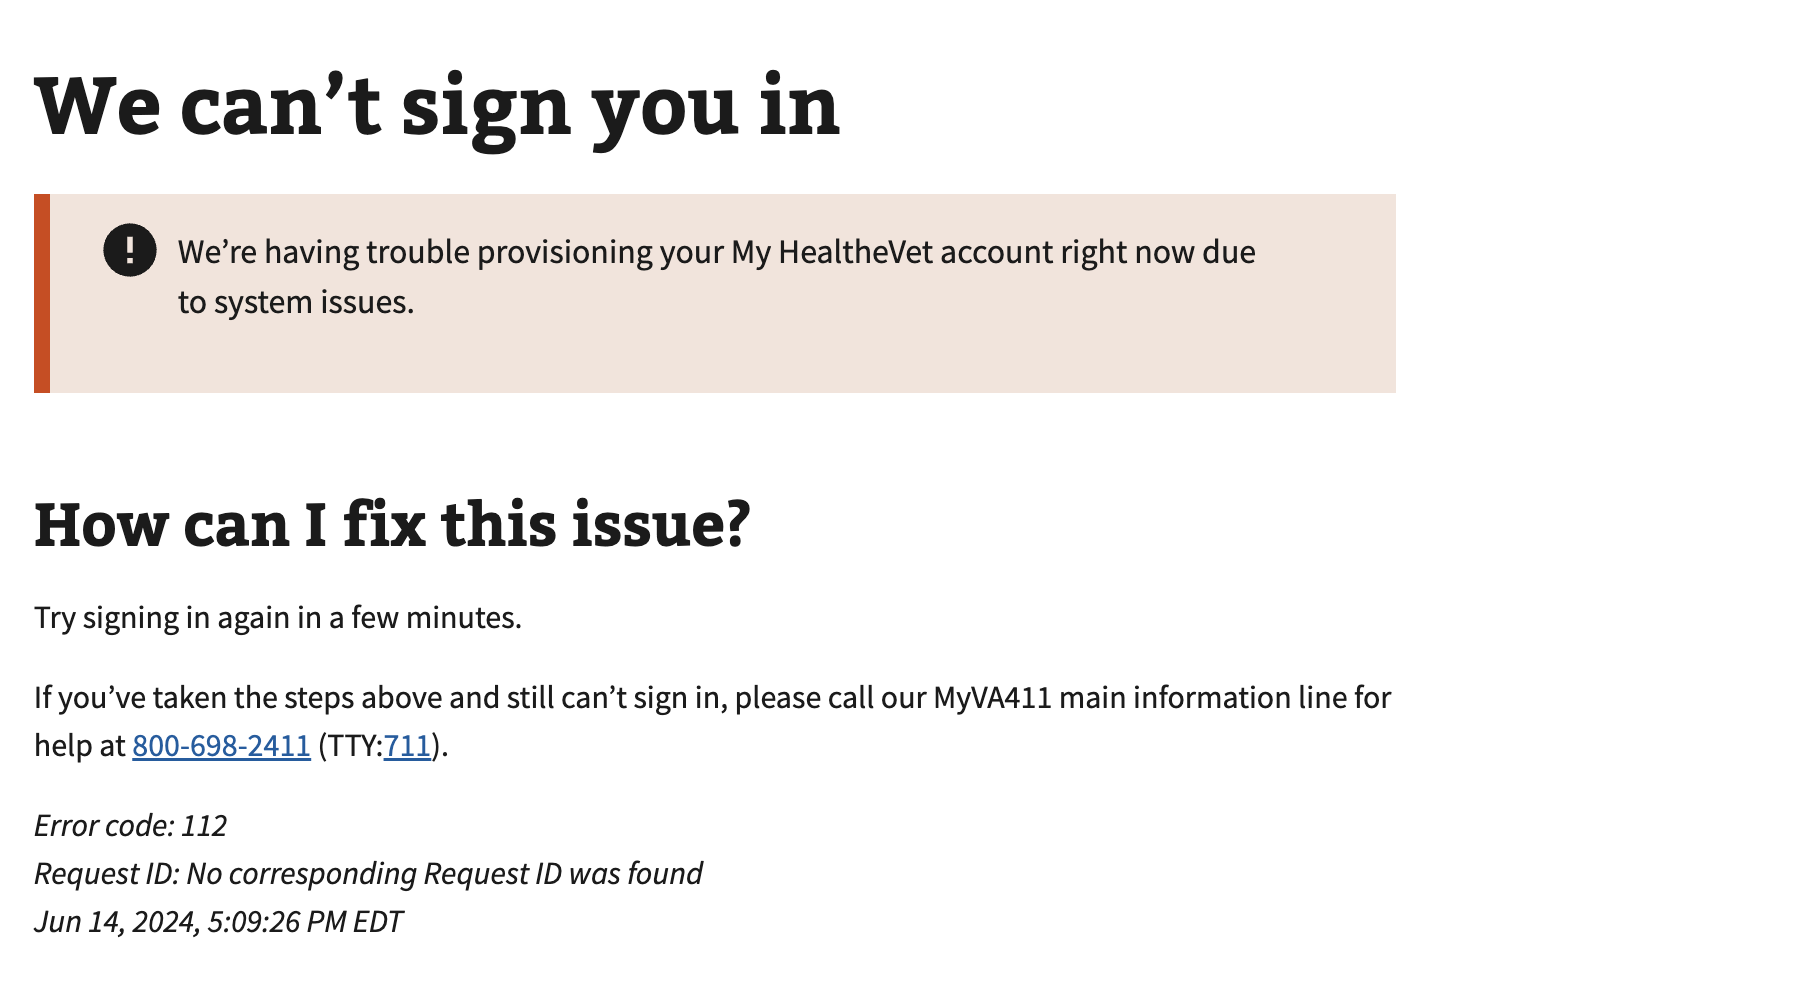 We can’t sign you in
We’re having trouble provisioning your My HealtheVet account right now due
to system issues.
How can I fix this issue?
Try signing in again in a few minutes.
If you’ve taken the steps above and still can’t sign in, please call our MyVA411 main information line for
help at 800-698-2411 (TTY:711).
Error code: 112
Request ID: No corresponding Request ID was found
Jun 14, 2024, 5:09:26 PM EDT